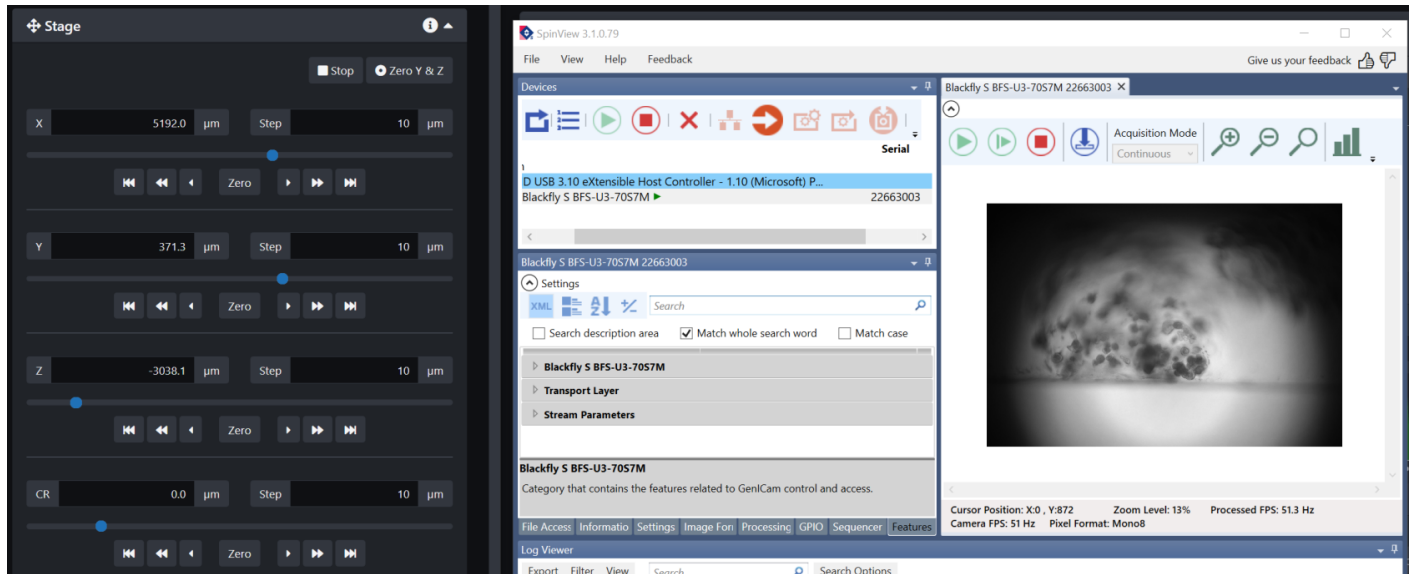 Stage
Stop Zero Y & Z
X 5192.0 μm Step 10 μm
Zero
Y 371.3 μm Step 10 μm
Zero
Z -3038.1 μm Step 10 μm
Zero
CR 0.0 μm Step 10 μm
Zero
SpinView 3.1.0.79
File View Help Feedback
Give us your feedback
Devices
Serial
D USB 3.10 eXtensible Host Controller - 1.10 (Microsoft) P...
Blackfly S BFS-U3-70S7M 22663003
Blackfly S BFS-U3-70S7M 22663003
Settings
XML A Z Search
Search description area Match whole search word Match case
Blackfly S BFS-U3-70S7M
Transport Layer
Stream Parameters
Blackfly S BFS-U3-70S7M
Category that contains the features related to GenICam control and access.
File Access Informatio Settings Image Fori Processing GPIO Sequencer Features
Blackfly S BFS-U3-70S7M 22663003
Acquisition Mode
Continuous
Cursor Position: X:0 , Y:872 Zoom Level: 13% Processed FPS: 51.3 Hz
Camera FPS: 51 Hz Pixel Format: Mono8
Log Viewer
Export Filter View Search Search Options